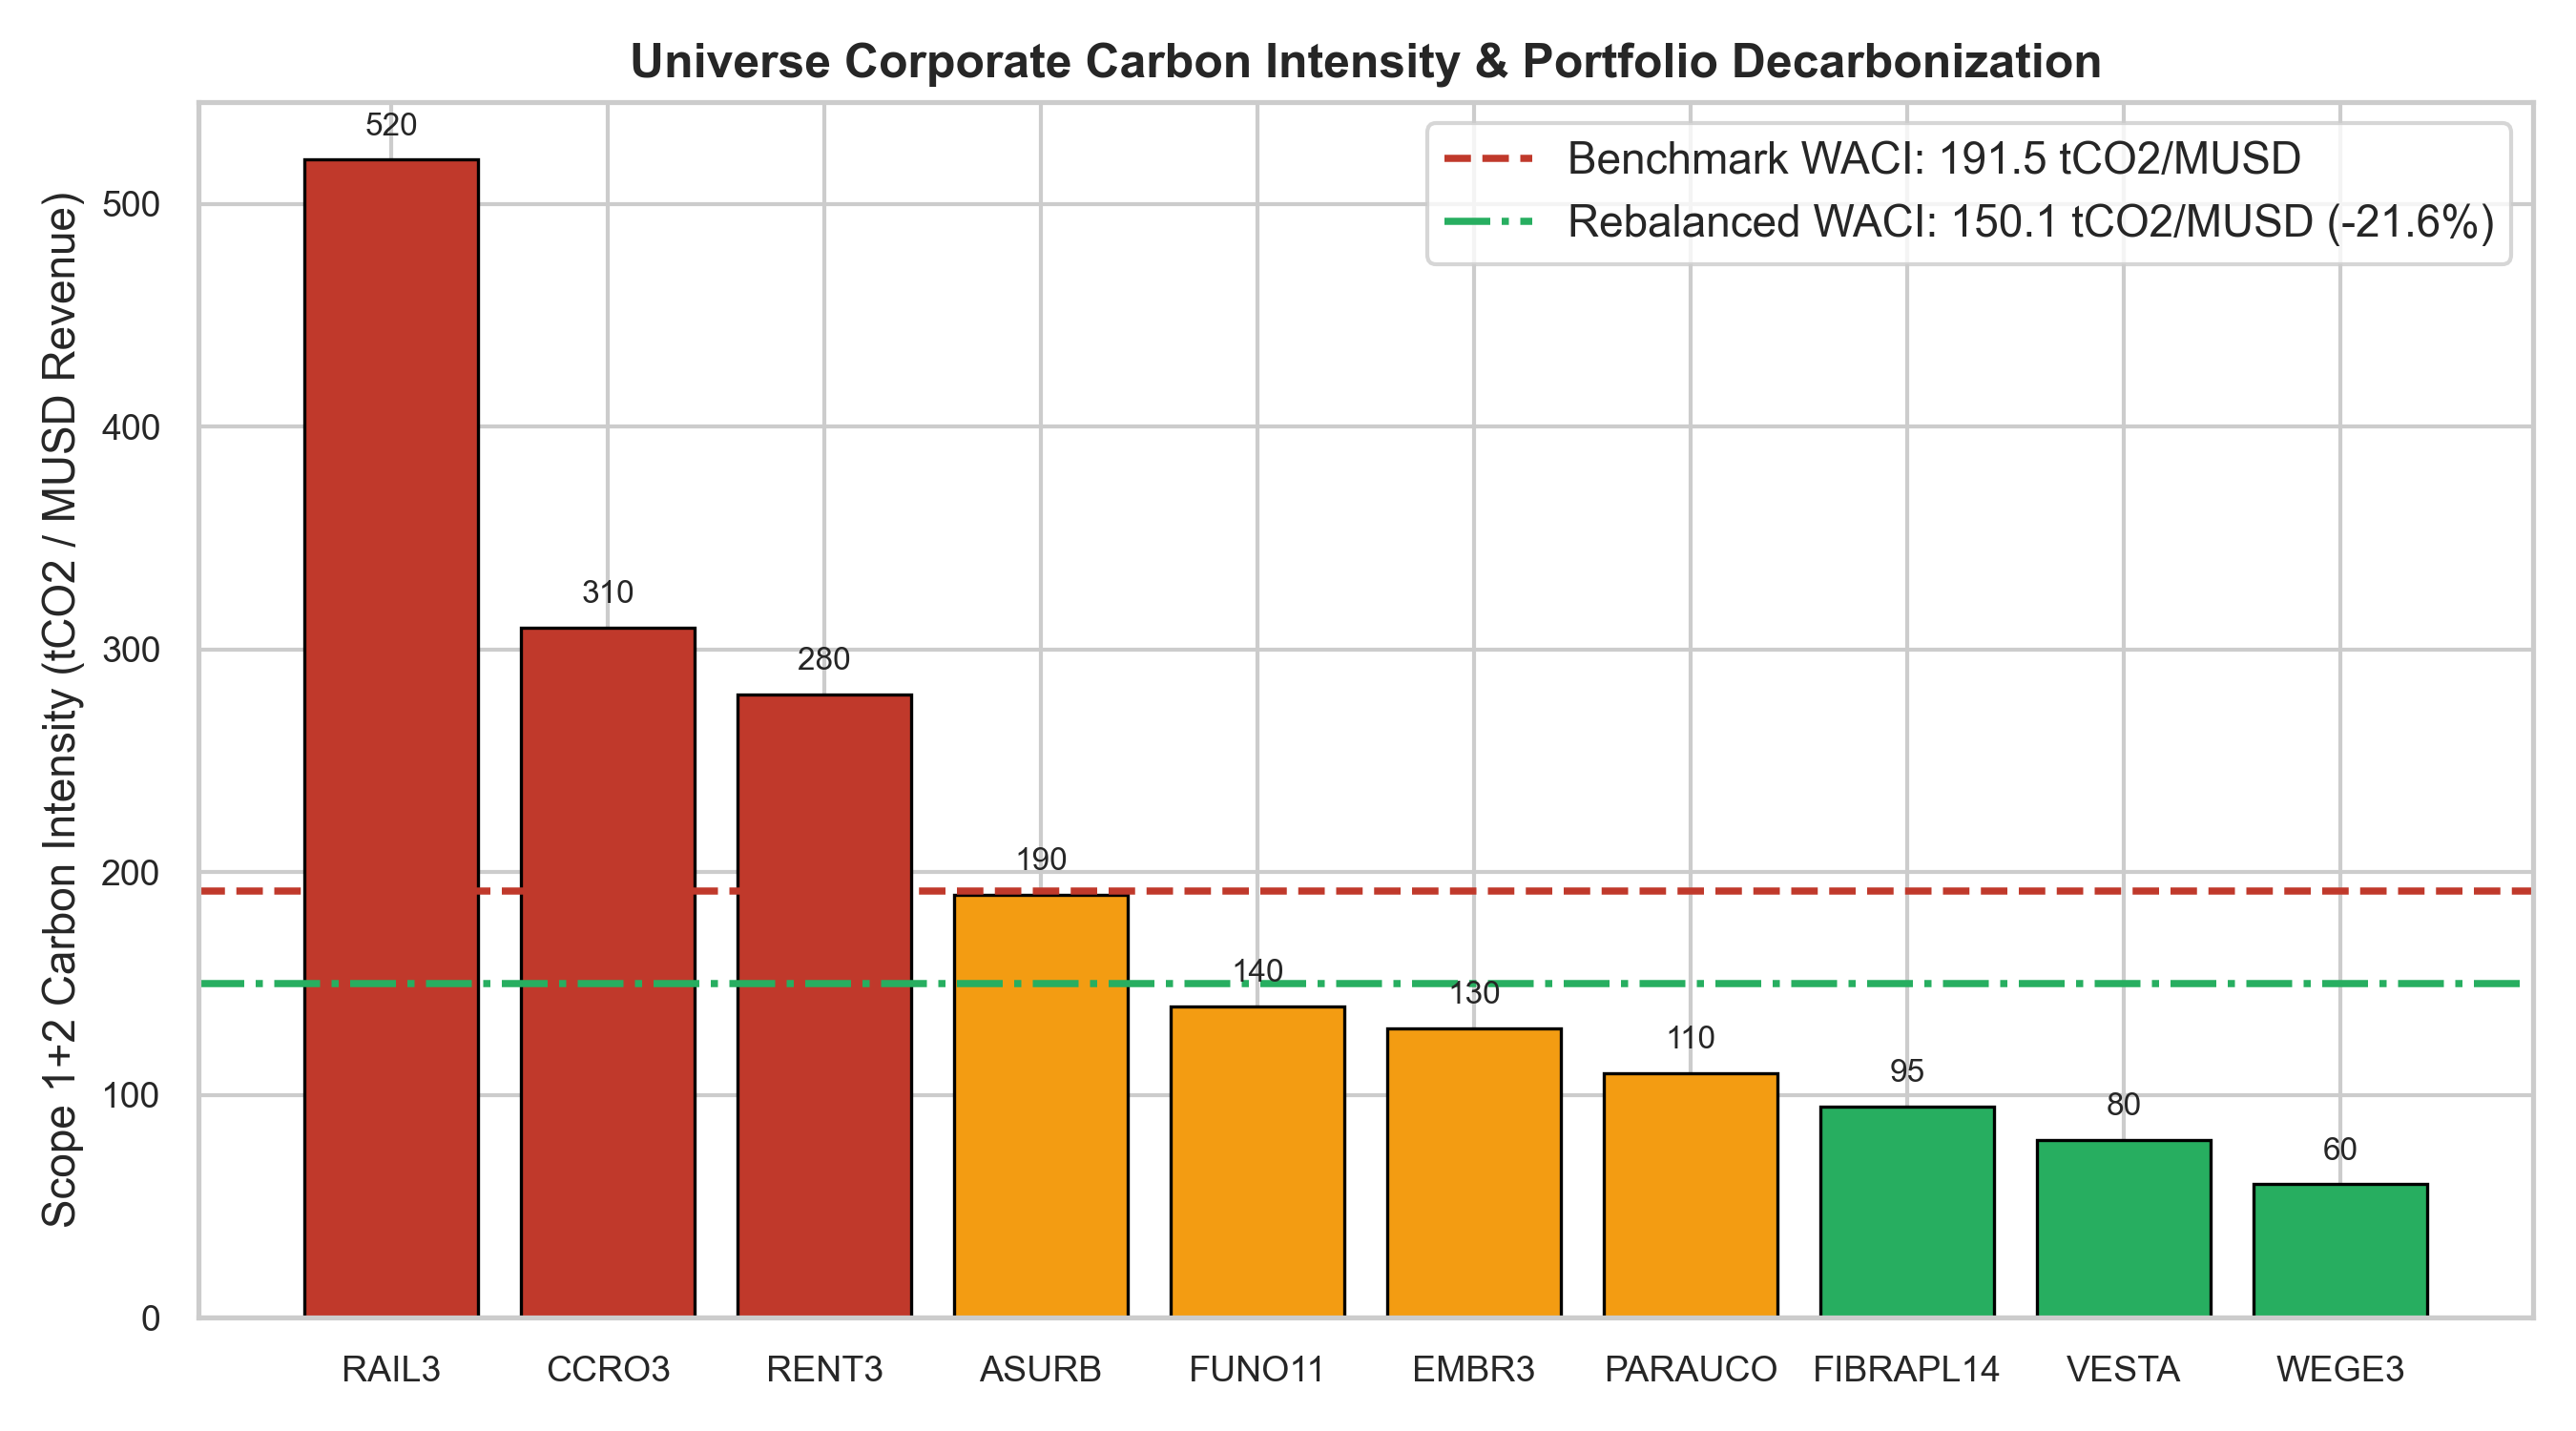 Universe Corporate Carbon Intensity & Portfolio Decarbonization
Benchmark WACI: 191.5 tCO2/MUSD
Rebalanced WACI: 150.1 tCO2/MUSD (-21.6%)
Scope 1+2 Carbon Intensity (tCO2 / MUSD Revenue)
500
400
300
200
100
0
520
310
280
190
140
130
110
95
80
60
RAIL3
CCRO3
RENT3
ASURB
FUNO11
EMBR3
PARAUCO
FIBRAPL14
VESTA
WEGE3